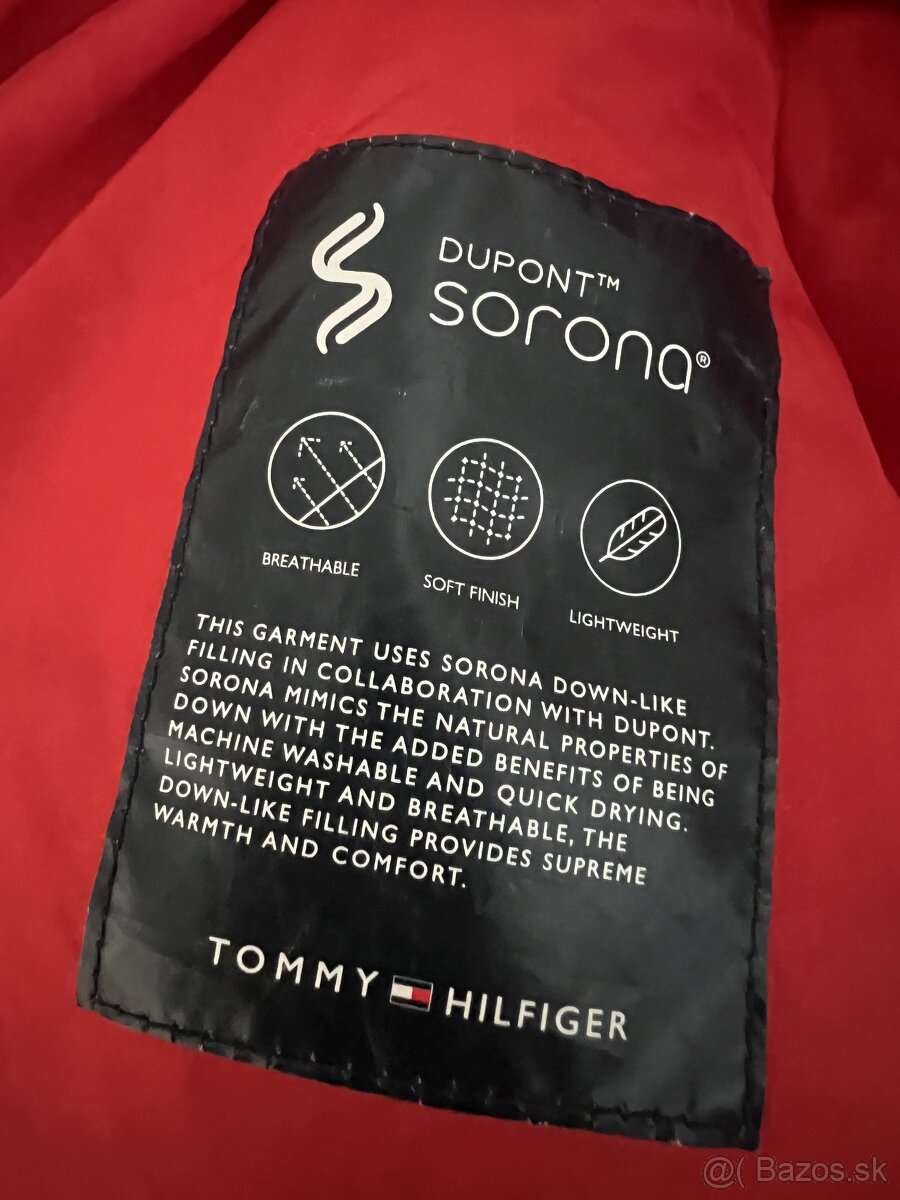 DUPONT™
sorona®
BREATHABLE
SOFT FINISH
LIGHTWEIGHT
THIS GARMENT USES SORONA DOWN-LIKE
FILLING IN COLLABORATION WITH DUPONT.
SORONA MIMICS THE NATURAL PROPERTIES OF
DOWN WITH THE ADDED BENEFITS OF BEING
MACHINE WASHABLE AND QUICK DRYING.
LIGHTWEIGHT AND BREATHABLE, THE
DOWN-LIKE FILLING PROVIDES SUPREME
WARMTH AND COMFORT.
TOMMY HILFIGER
@( Bazos.sk